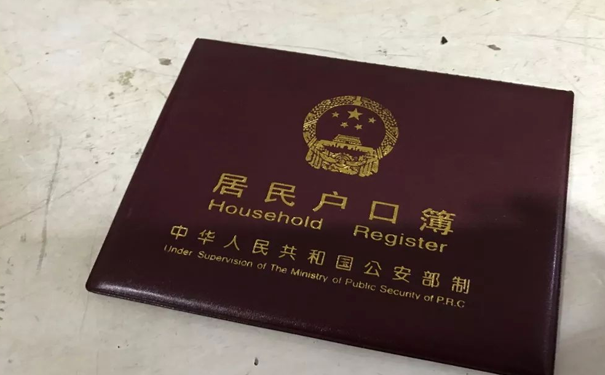 居民户口簿
Household Register
中华人民共和国公安部制
Under Supervision of The Ministry of Public Security of P.R.C